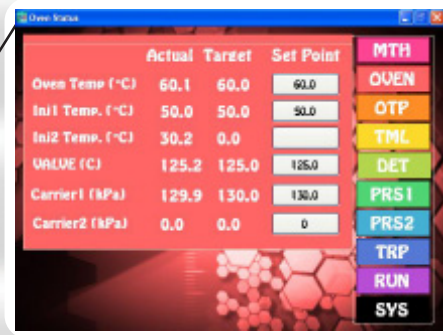 Oven Status
Actual Target Set Point
Oven Temp (°C) 60.1 60.0 60.0
Inj1 Temp. (°C) 50.0 50.0 50.0
Inj2 Temp. (°C) 30.2 0.0
VALVE (C) 125.2 125.0 125.0
Carrier1 (kPa) 129.9 130.0 130.0
Carrier2 (kPa) 0.0 0.0 0
MTH
OVEN
OTP
TML
DET
PRS1
PRS2
TRP
RUN
SYS